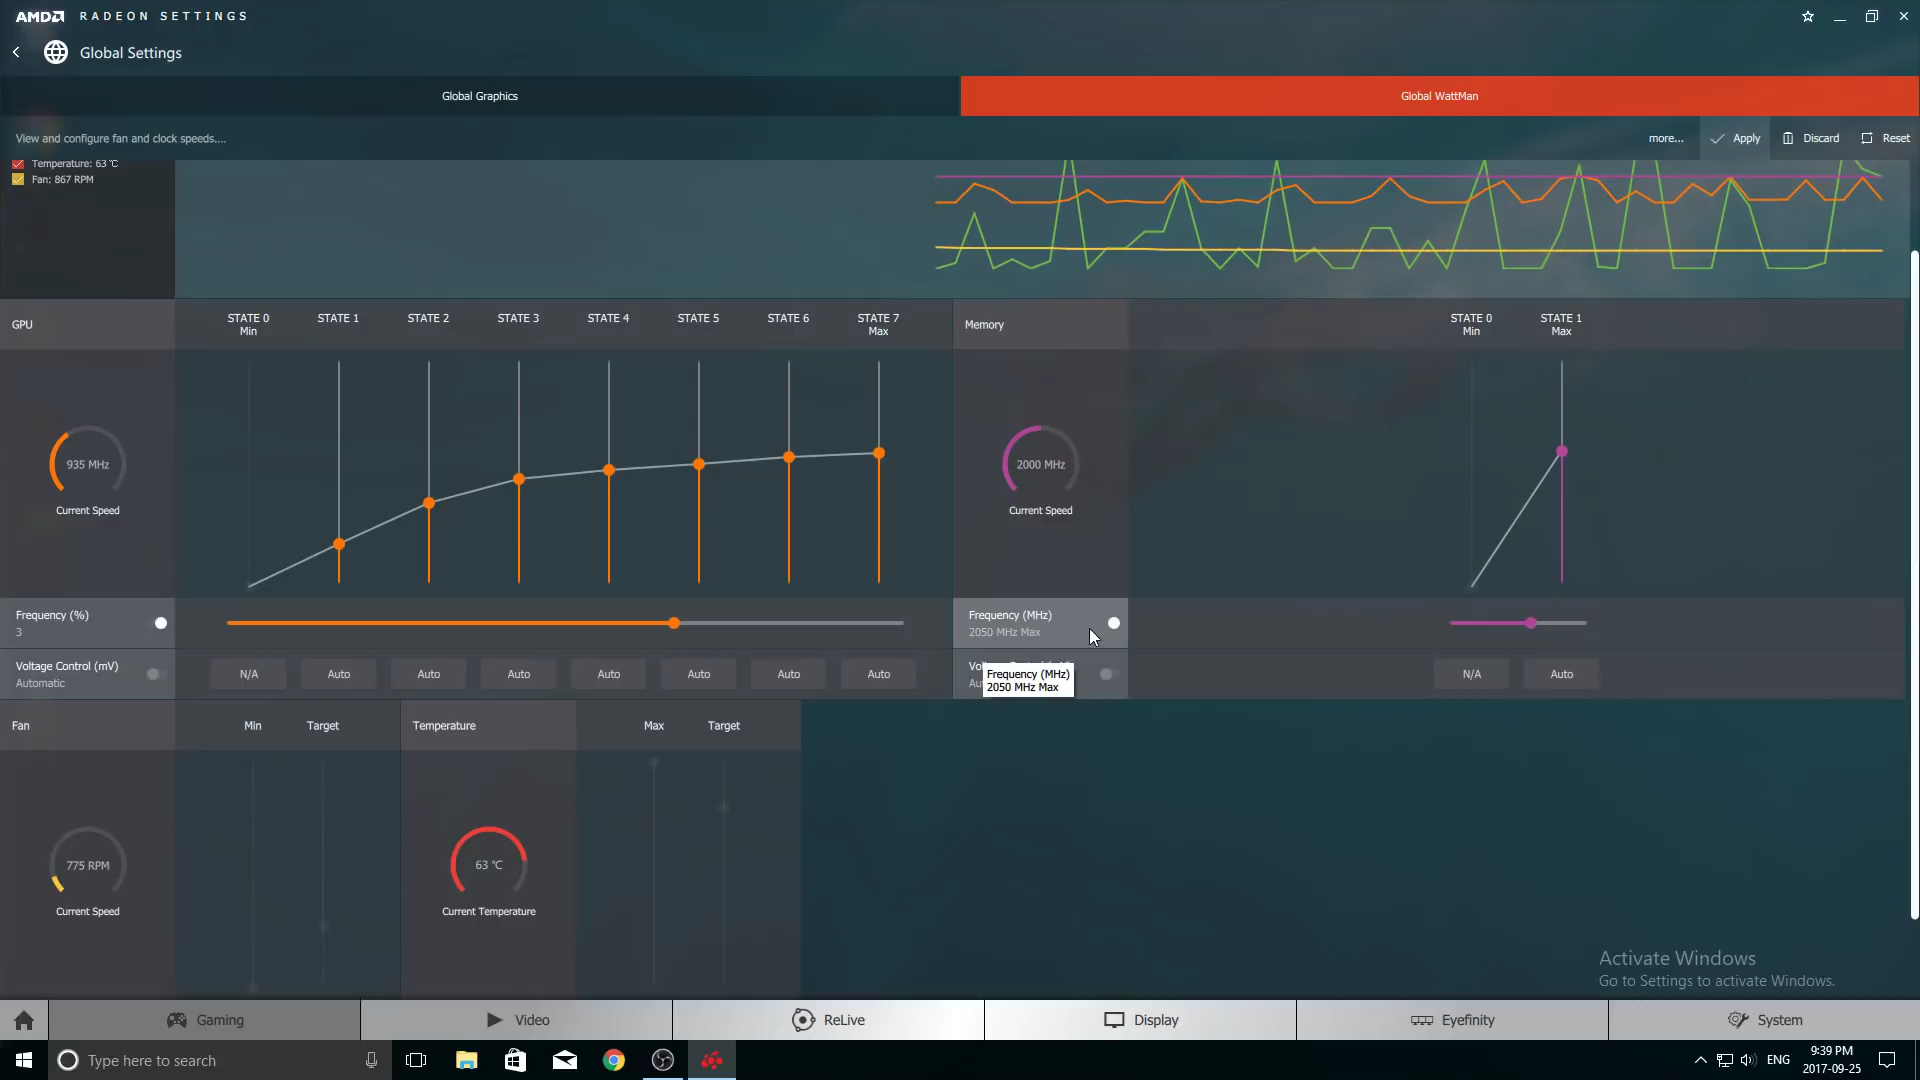 AMD RADEON SETTINGS
Global Settings
Global Graphics
Global WattMan
View and configure fan and clock speeds....
more...
Apply
Discard
Reset
Temperature: 63 °C
Fan: 867 RPM
GPU
STATE 0
Min
STATE 1
STATE 2
STATE 3
STATE 4
STATE 5
STATE 6
STATE 7
Max
Memory
STATE 0
Min
STATE 1
Max
935 MHz
Current Speed
2000 MHz
Current Speed
Frequency (%)
3
Frequency (MHz)
2050 MHz Max
Voltage Control (mV)
Automatic
N/A
Auto
Auto
Auto
Auto
Auto
Auto
Auto
Frequency (MHz)
2050 MHz Max
N/A
Auto
Fan
Min
Target
Temperature
Max
Target
775 RPM
Current Speed
63 °C
Current Temperature
Activate Windows
Go to Settings to activate Windows.
Gaming
Video
ReLive
Display
Eyefinity
System
Type here to search
ENG
9:39 PM
2017-09-25